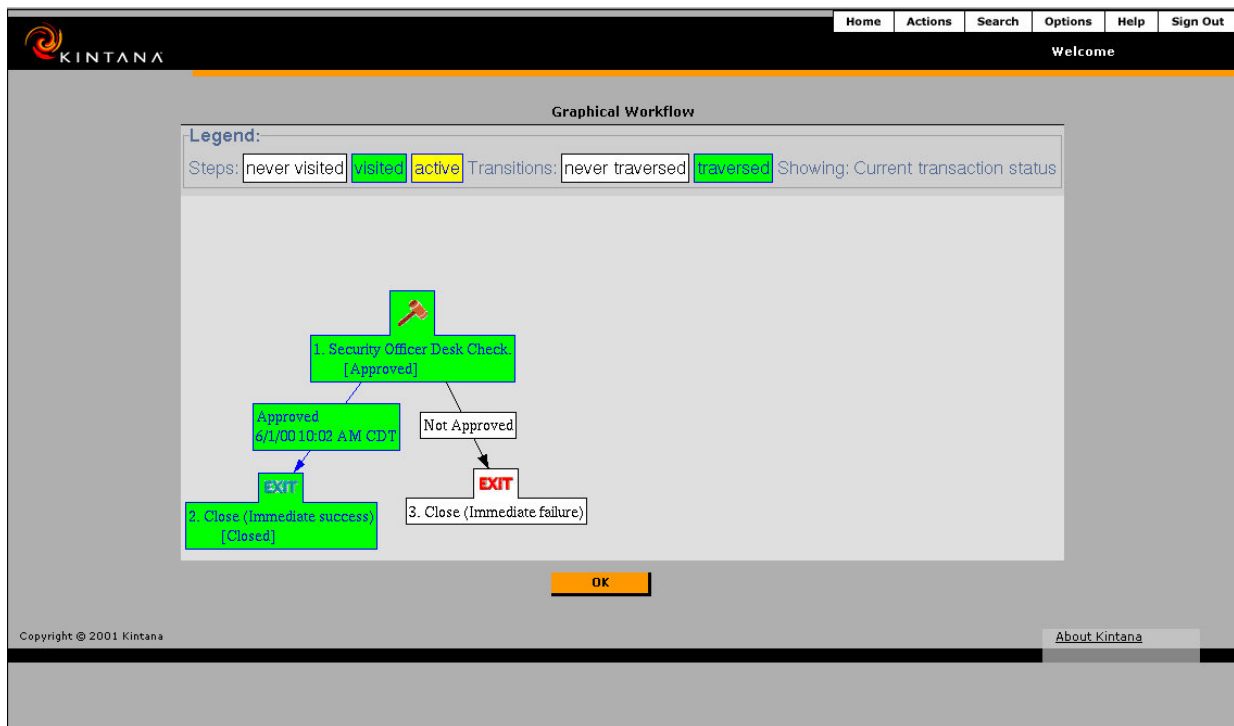 Home Actions Search Options Help Sign Out
KINTANA
Welcome
Graphical Workflow
Legend:
Steps: never visited visited active Transitions: never traversed traversed Showing: Current transaction status
1. Security Officer Desk Check.
[Approved]
Approved
6/1/00 10:02 AM CDT
Not Approved
EXIT
2. Close (Immediate success)
[Closed]
EXIT
3. Close (Immediate failure)
OK
Copyright © 2001 Kintana
About Kintana